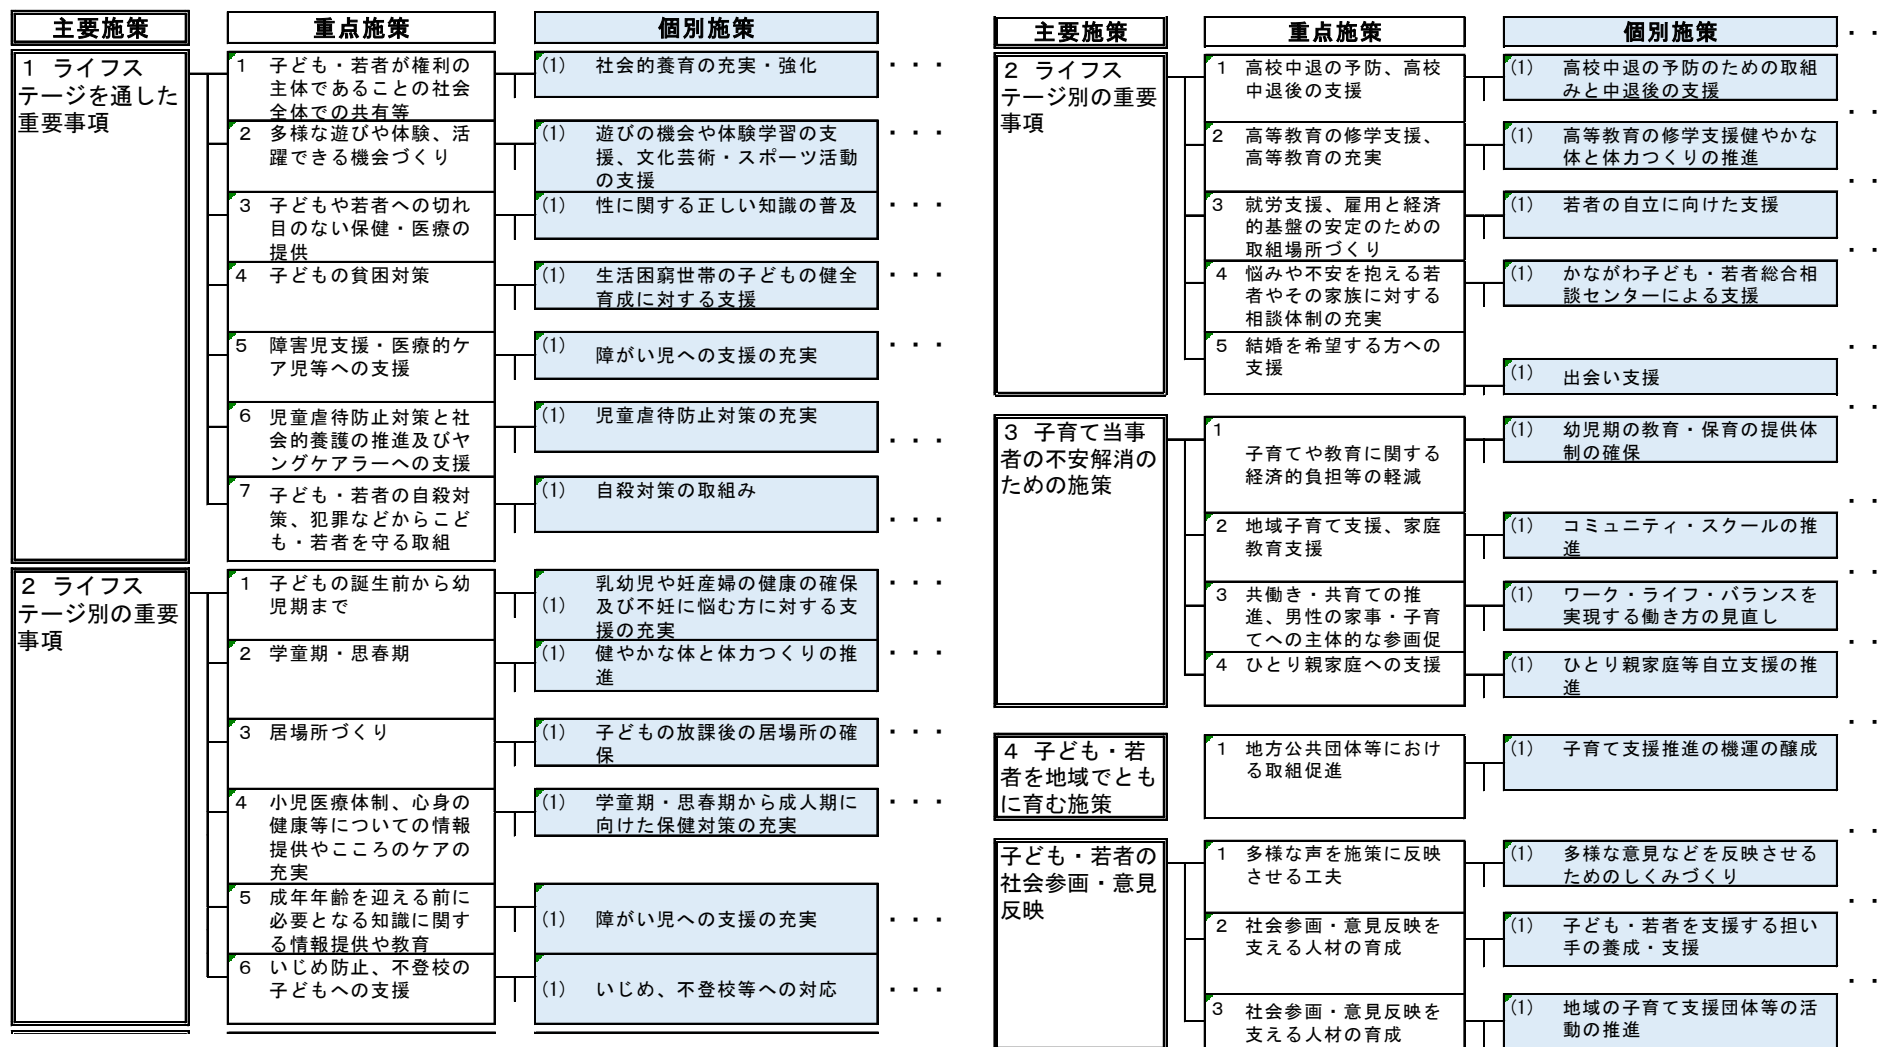 主要施策
重点施策
個別施策
1 ライフス
テージを通した
重要事項
1 子ども・若者が権利の
主体であることの社会
全体での共有等
(1) 社会的養育の充実・強化
・・・
2 多様な遊びや体験、活
躍できる機会づくり
(1) 遊びの機会や体験学習の支
援、文化芸術・スポーツ活動
の支援
・・・
3 子どもや若者への切れ
目のない保健・医療の
提供
(1) 性に関する正しい知識の普及
・・・
4 子どもの貧困対策
(1) 生活困窮世帯の子どもの健全
育成に対する支援
・・・
5 障害児支援・医療的ケ
ア児等への支援
(1) 障がい児への支援の充実
・・・
6 児童虐待防止対策と社
会的養護の推進及びヤ
ングケアラーへの支援
(1) 児童虐待防止対策の充実
・・・
7 子ども・若者の自殺対
策、犯罪などからこど
も・若者を守る取組
(1) 自殺対策の取組み
・・・
2 ライフス
テージ別の重要
事項
1 子どもの誕生前から幼
児期まで
(1) 乳幼児や妊産婦の健康の確保
及び不妊に悩む方に対する支
援の充実
・・・
2 学童期・思春期
(1) 健やかな体と体力つくりの推
進
・・・
3 居場所づくり
(1) 子どもの放課後の居場所の確
保
・・・
4 小児医療体制、心身の
健康等についての情報
提供やこころのケアの
充実
(1) 学童期・思春期から成人期に
向けた保健対策の充実
・・・
5 成年年齢を迎える前に
必要となる知識に関す
る情報提供や教育
(1) 障がい児への支援の充実
・・・
6 いじめ防止、不登校の
子どもへの支援
(1) いじめ、不登校等への対応
・・・
主要施策
重点施策
個別施策
・・
2 ライフス
テージ別の重要
事項
1 高校中退の予防、高校
中退後の支援
(1) 高校中退の予防のための取組
みと中退後の支援
・・
2 高等教育の修学支援、
高等教育の充実
(1) 高等教育の修学支援健やかな
体と体力つくりの推進
・・
3 就労支援、雇用と経済
的基盤の安定のための
取組場所づくり
(1) 若者の自立に向けた支援
・・
4 悩みや不安を抱える若
者やその家族に対する
相談体制の充実
(1) かながわ子ども・若者総合相
談センターによる支援
・・
5 結婚を希望する方への
支援
(1) 出会い支援
・・
3 子育て当事
者の不安解消の
ための施策
1
子育てや教育に関する
経済的負担等の軽減
(1) 幼児期の教育・保育の提供体
制の確保
・・
2 地域子育て支援、家庭
教育支援
(1) コミュニティ・スクールの推
進
・・
3 共働き・共育ての推
進、男性の家事・子育
てへの主体的な参画促
(1) ワーク・ライフ・バランスを
実現する働き方の見直し
・・
4 ひとり親家庭への支援
(1) ひとり親家庭等自立支援の推
進
・・
4 子ども・若
者を地域でとも
に育む施策
1 地方公共団体等におけ
る取組促進
(1) 子育て支援推進の機運の醸成
・・
子ども・若者の
社会参画・意見
反映
1 多様な声を施策に反映
させる工夫
(1) 多様な意見などを反映させる
ためのしくみづくり
・・
2 社会参画・意見反映を
支える人材の育成
(1) 子ども・若者を支援する担い
手の養成・支援
・・
3 社会参画・意見反映を
支える人材の育成
(1) 地域の子育て支援団体等の活
動の推進